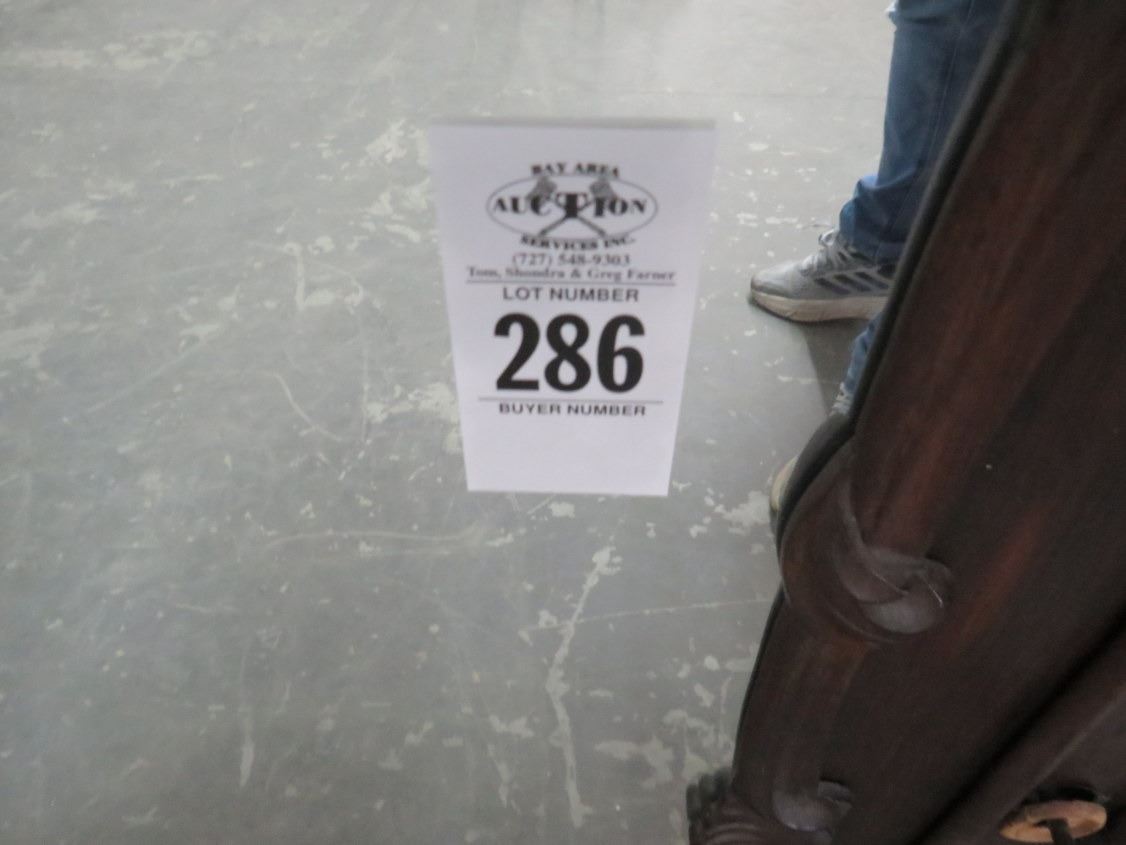 BAY AREA
AUCTION
SERVICES INC.
(727) 548-9303
Tom, Shondra & Greg Farner
LOT NUMBER
286
BUYER NUMBER